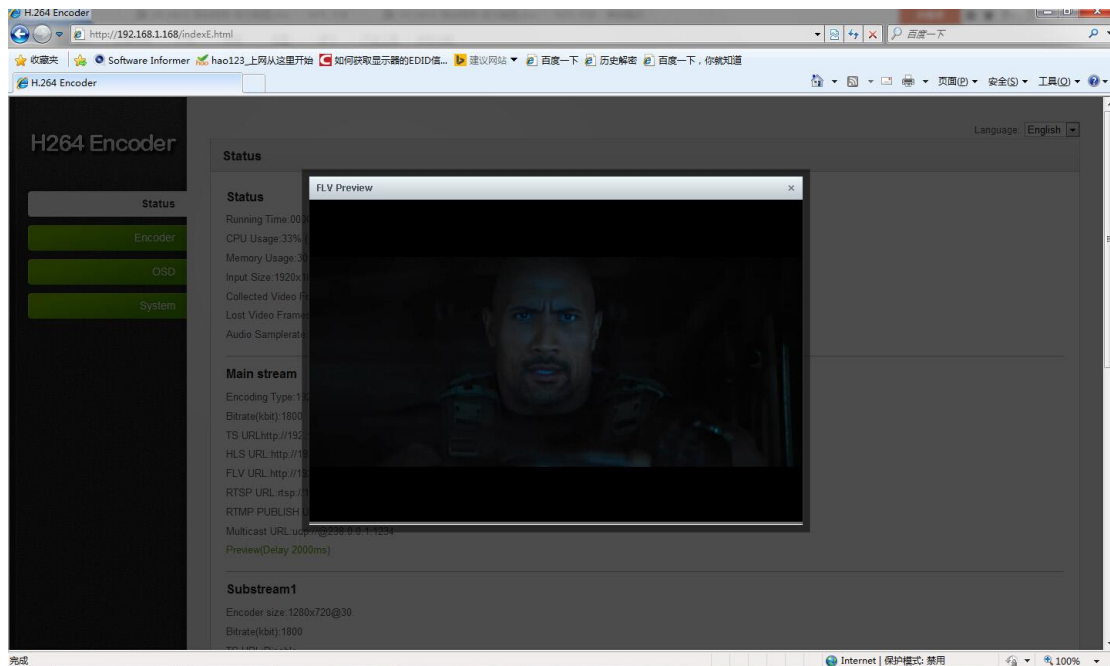 H.264 Encoder
http://192.168.1.168/indexE.html
百度一下
收藏夹 Software Informer hao123_上网从这里开始 如何获取显示器的EDID信... 建议网站 百度一下 历史解密 百度一下，你就知道
H.264 Encoder 页面(P) 安全(S) 工具(O)
H264 Encoder
Language: English
Status
Status
Encoder
OSD
System
FLV Preview
Status
Running Time:00
CPU Usage:33% (
Memory Usage:30
Input Size:1920x
Collected Video Fr
Lost Video Frame
Audio Samplerate
Main stream
Encoding Type:1
Bitrate(kbit):1800
TS URLhttp://192.
HLS URL:http://19
FLV URL:http://19
RTSP URL:rtsp://1
RTMP PUBLISH U
Multicast URL:udp://@238.0.0.1:1234
Preview(Delay 2000ms)
Substream1
Encoder size:1280x720@30
Bitrate(kbit):1800
完成 Internet | 保护模式: 禁用 100%